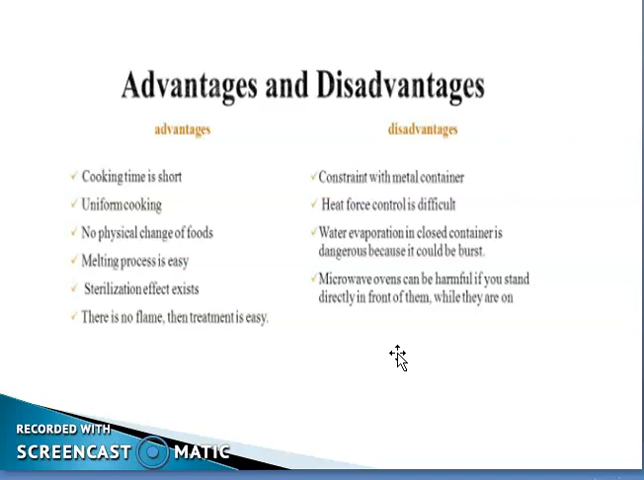 Advantages and Disadvantages
advantages
Cooking time is short
Uniform cooking
No physical change of foods
Melting process is easy
Sterilization effect exists
There is no flame, then treatment is easy.
disadvantages
Constraint with metal container
Heat force control is difficult
Water evaporation in closed container is
dangerous because it could be burst.
Microwave ovens can be harmful if you stand
directly in front of them, while they are on
RECORDED WITH
SCREENCAST MATIC